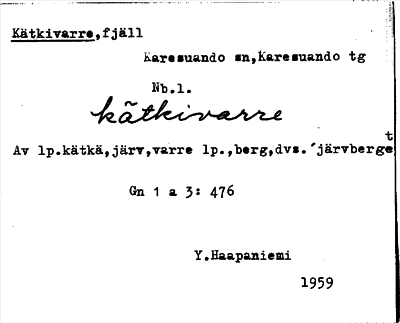 Kätkivarre,fjäll
Karesuando sn,Karesuando tg
Nb.l.
kätkivarre
Av lp.kätkä,järv,varre lp.,berg,dvs.´järvberget
Gn 1 a 3: 476
Y.Haapaniemi
1959